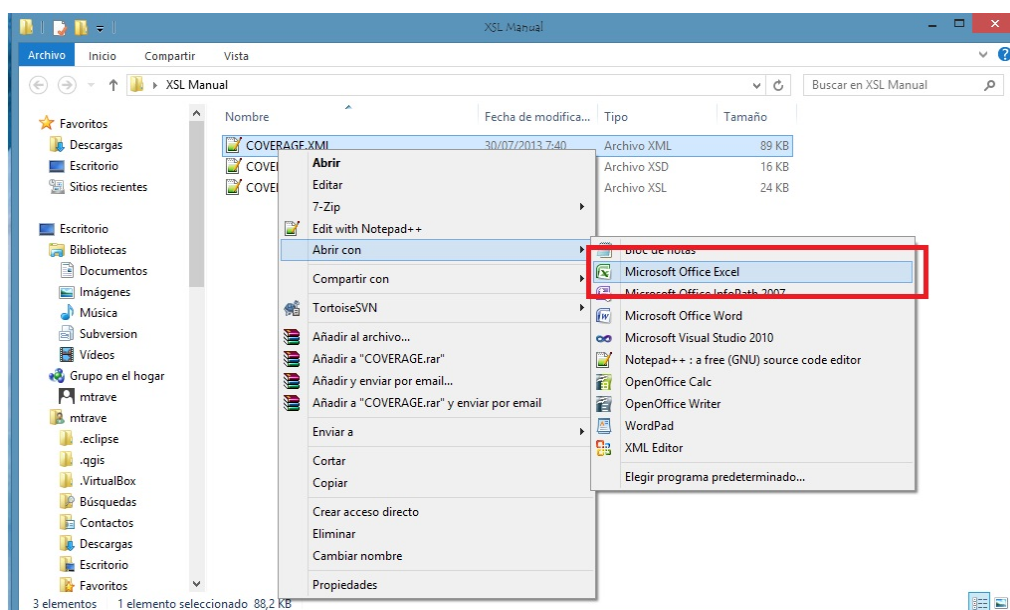 XSL Manual
Archivo Inicio Compartir Vista
XSL Manual Buscar en XSL Manual
Nombre Fecha de modifica... Tipo Tamaño
COVERAGE.XML 30/07/2013 7:40 Archivo XML 89 KB
COVE Archivo XSD 16 KB
COVE Archivo XSL 24 KB
Favoritos
Descargas
Escritorio
Sitios recientes
Escritorio
Bibliotecas
Documentos
Imágenes
Música
Subversion
Vídeos
Grupo en el hogar
mtrave
mtrave
.eclipse
.qgis
.VirtualBox
Búsquedas
Contactos
Descargas
Escritorio
Favoritos
Abrir
Editar
7-Zip
Edit with Notepad++
Abrir con
Compartir con
TortoiseSVN
Añadir al archivo...
Añadir a "COVERAGE.rar"
Añadir y enviar por email...
Añadir a "COVERAGE.rar" y enviar por email
Enviar a
Cortar
Copiar
Crear acceso directo
Eliminar
Cambiar nombre
Propiedades
Bloc de notas
Microsoft Office Excel
Microsoft Office InfoPath 2007
Microsoft Office Word
Microsoft Visual Studio 2010
Notepad++ : a free (GNU) source code editor
OpenOffice Calc
OpenOffice Writer
WordPad
XML Editor
Elegir programa predeterminado...
3 elementos 1 elemento seleccionado 88,2 KB